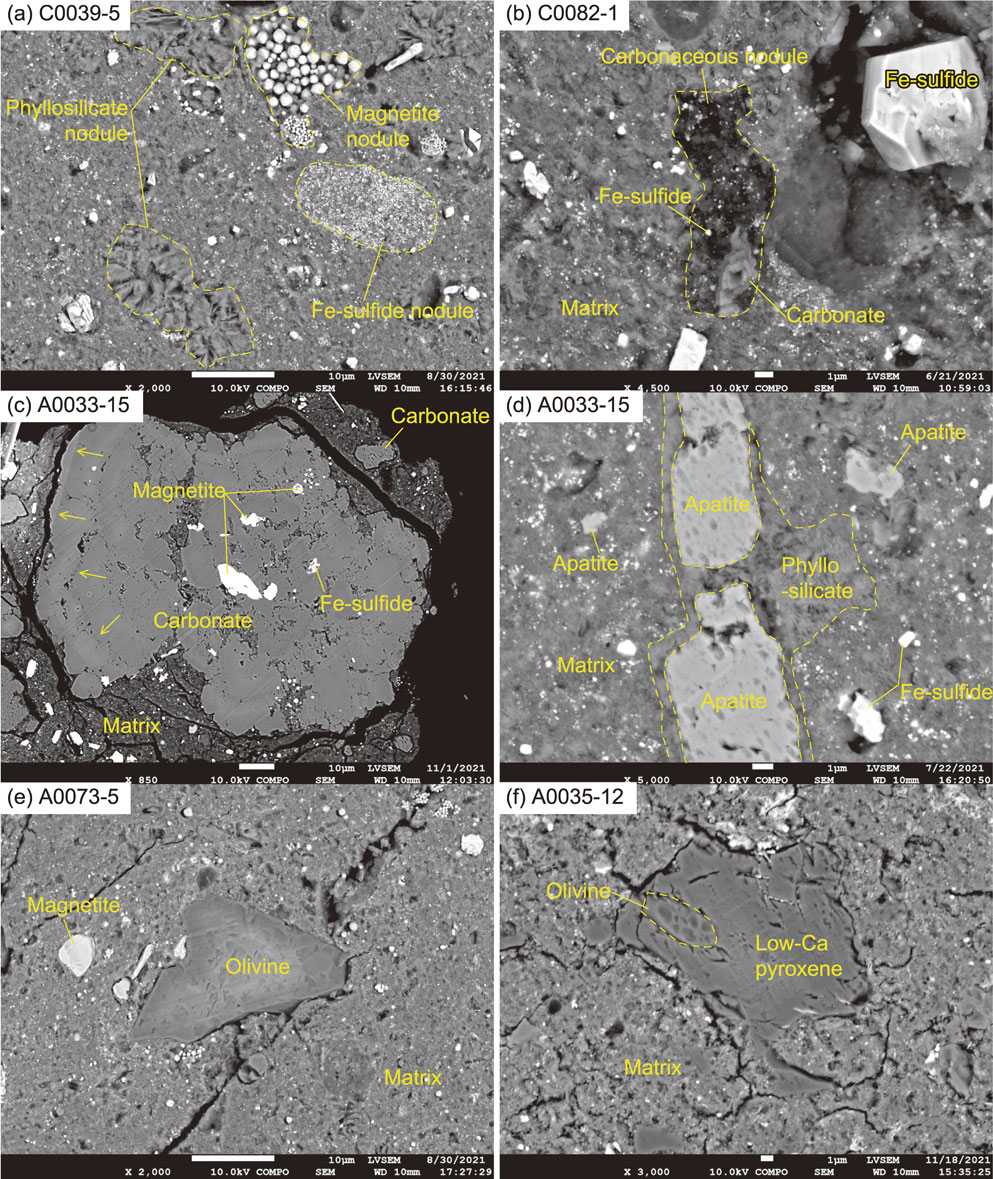 (a) C0039-5
Phyllosilicate
nodule
Magnetite
nodule
Fe-sulfide nodule
10µm LVSEM 8/30/2021
X 2,000 10.0kV COMPO SEM WD 10mm 16:15:46
(b) C0082-1
Carbonaceous nodule
Fe-sulfide
Fe-sulfide
Matrix
Carbonate
1µm LVSEM 6/21/2021
X 4,500 10.0kV COMPO SEM WD 10mm 10:59:03
(c) A0033-15
Carbonate
Magnetite
Fe-sulfide
Carbonate
Matrix
10µm LVSEM 11/1/2021
X 850 10.0kV COMPO SEM WD 10mm 12:03:30
(d) A0033-15
Apatite
Apatite
Apatite
Phyllo
-silicate
Matrix
Fe-sulfide
Apatite
1µm LVSEM 7/22/2021
X 5,000 10.0kV COMPO SEM WD 10mm 16:20:50
(e) A0073-5
Magnetite
Olivine
Matrix
10µm LVSEM 8/30/2021
X 2,000 10.0kV COMPO SEM WD 10mm 17:27:29
(f) A0035-12
Olivine
Low-Ca
pyroxene
Matrix
1µm LVSEM 11/18/2021
X 3,000 10.0kV COMPO SEM WD 10mm 15:35:25